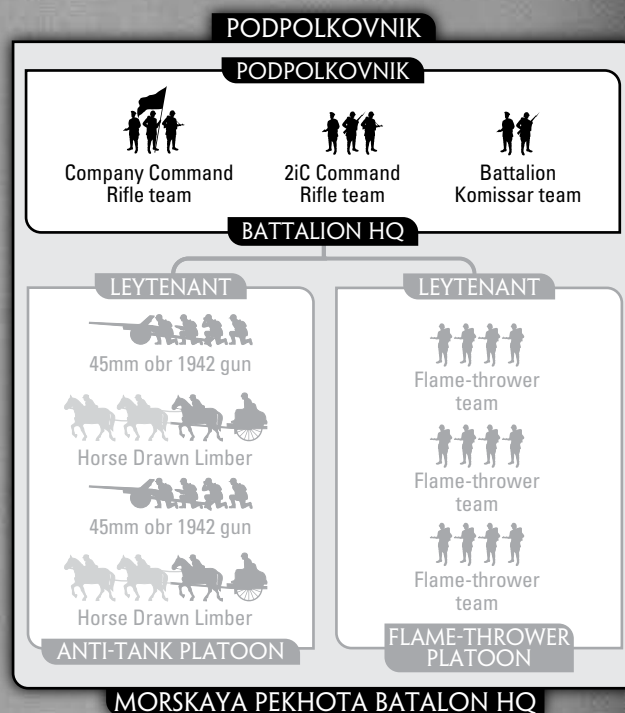 PODPOLKOVNIK
PODPOLKOVNIK
Company Command
Rifle team
2iC Command
Rifle team
Battalion
Komissar team
BATTALION HQ
LEYTENANT
45mm obr 1942 gun
Horse Drawn Limber
45mm obr 1942 gun
Horse Drawn Limber
ANTI-TANK PLATOON
LEYTENANT
Flame-thrower
team
Flame-thrower
team
Flame-thrower
team
FLAME-THROWER
PLATOON
MORSKAYA PEKHOTA BATALON HQ